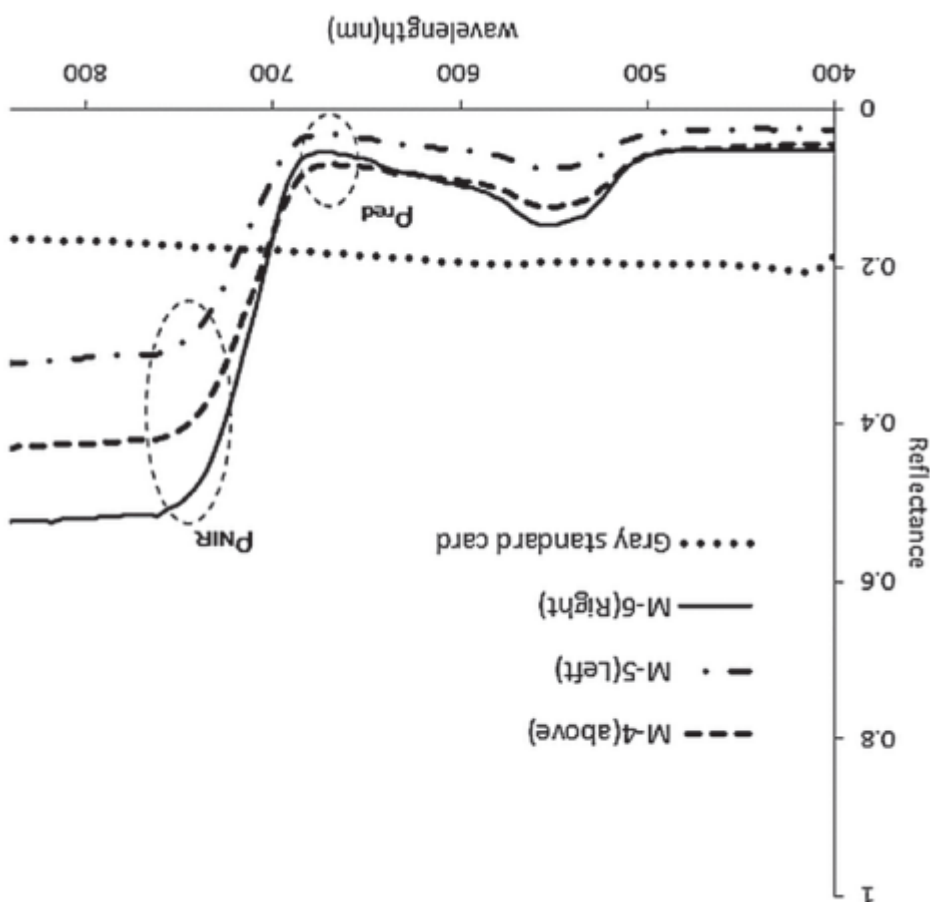 1
0.8
0.6
0.4
0.2
0
Reflectance
M-4(above)
M-5(Left)
M-6(Right)
Gray standard card
ρNIR
ρred
400
500
600
700
800
wavelength(nm)